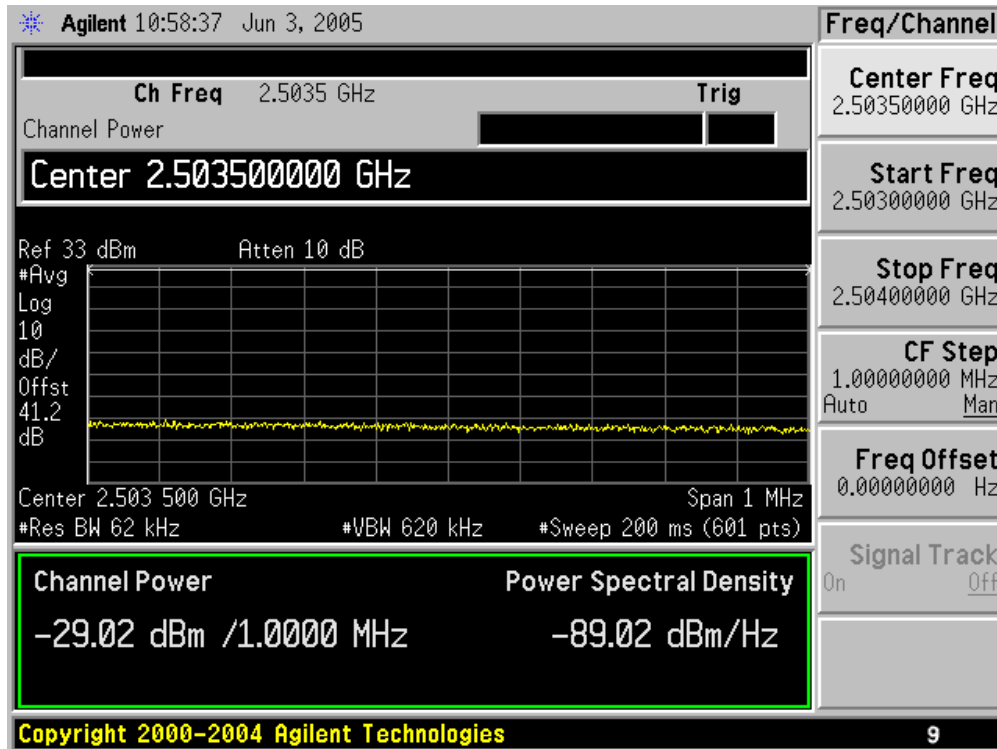 Agilent 10:58:37 Jun 3, 2005
Ch Freq 2.5035 GHz Trig
Channel Power
Center 2.503500000 GHz
Ref 33 dBm Atten 10 dB
#Avg
Log
10
dB/
Offst
41.2
dB
Center 2.503 500 GHz Span 1 MHz
#Res BW 62 kHz #VBW 620 kHz #Sweep 200 ms (601 pts)
Channel Power Power Spectral Density
-29.02 dBm /1.0000 MHz -89.02 dBm/Hz
Copyright 2000-2004 Agilent Technologies
Freq/Channel
Center Freq
2.50350000 GHz
Start Freq
2.50300000 GHz
Stop Freq
2.50400000 GHz
CF Step
1.00000000 MHz
Auto Man
Freq Offset
0.00000000 Hz
Signal Track
On Off
9